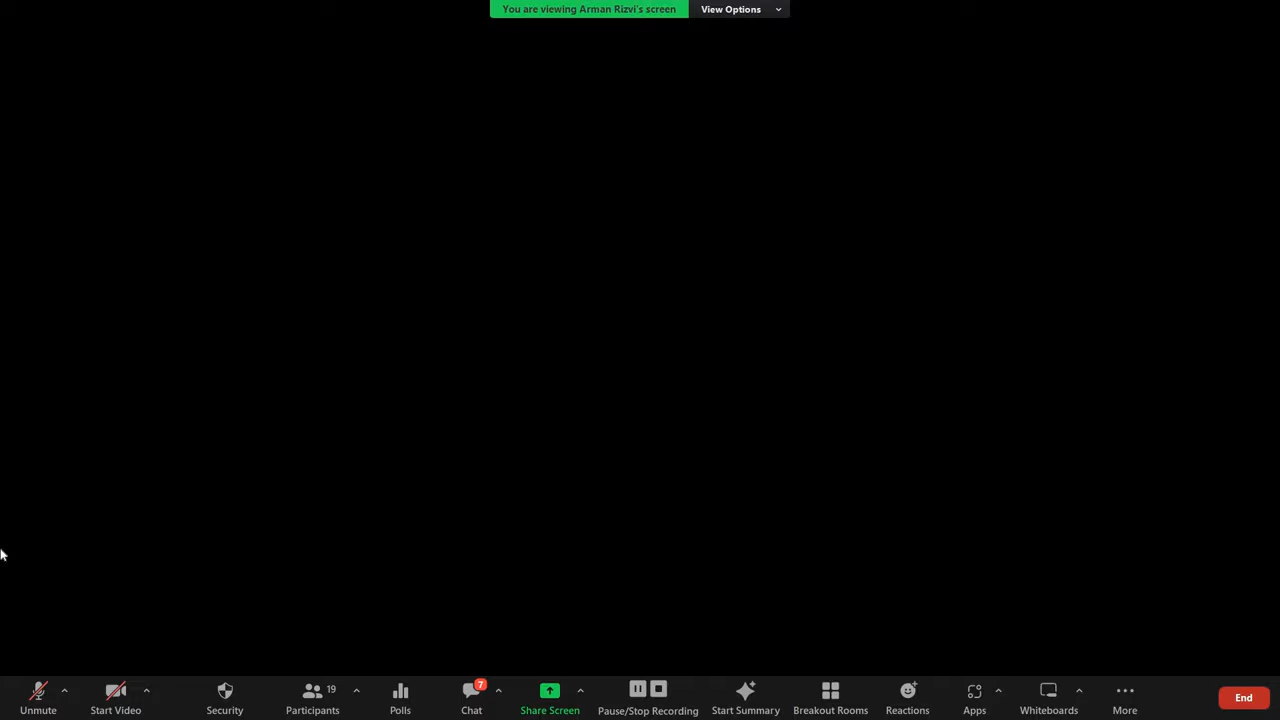 You are viewing Arman Rizvi's screen View Options
19
7
Unmute Start Video Security Participants Polls Chat Share Screen Pause/Stop Recording Start Summary Breakout Rooms Reactions Apps Whiteboards More End